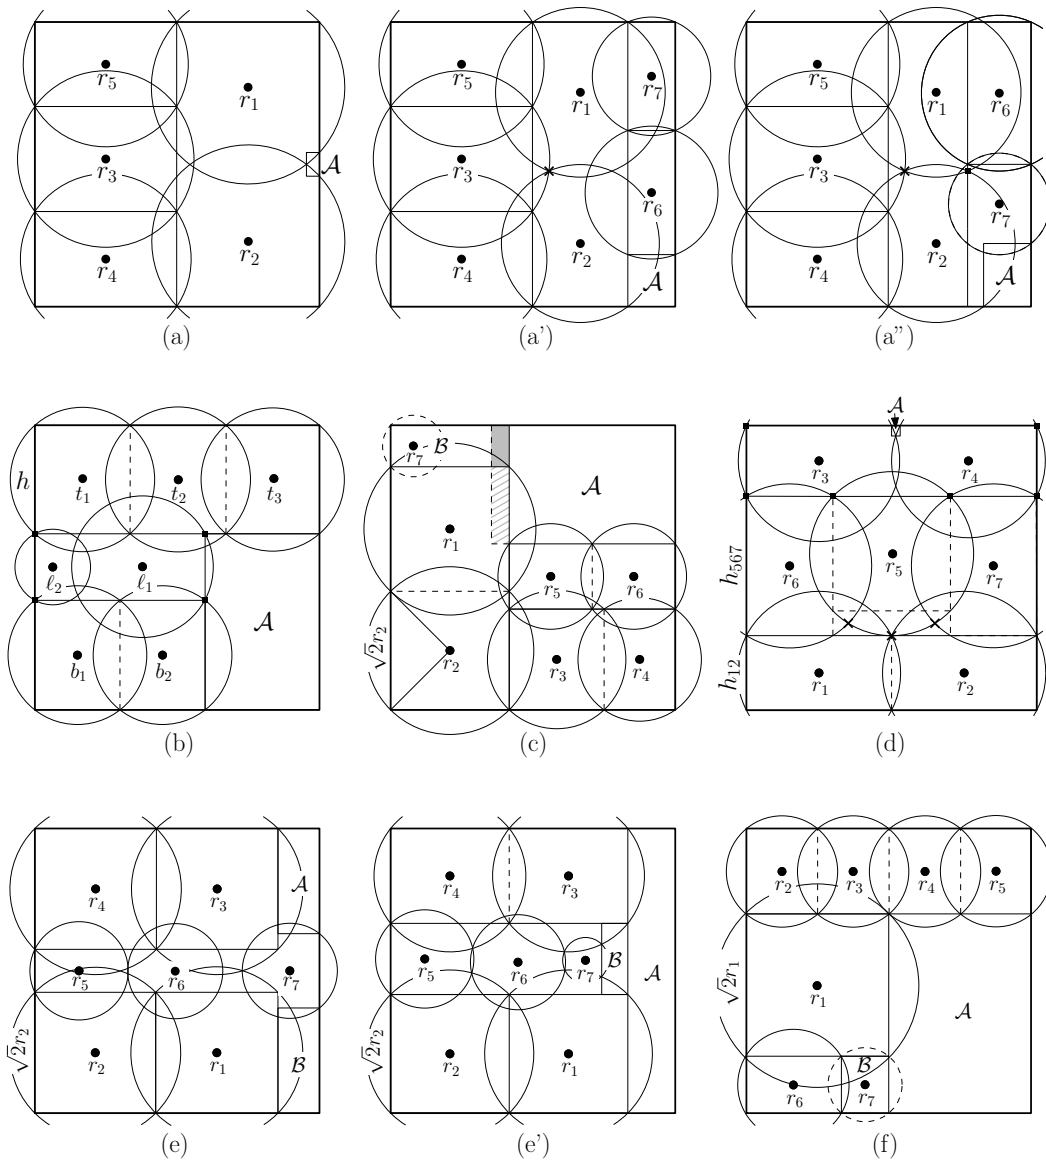 r₅ r₁ r₃ 𝒜 r₂ r₄
(a)
r₅ r₁ r₇ r₃ r₆ r₂ r₄ 𝒜
(a')
r₅ r₁ r₆ r₃ r₇ r₂ r₄ 𝒜
(a")
h t₁ t₂ t₃ ℓ₂ ℓ₁ 𝒜 b₁ b₂
(b)
r₇ ℬ 𝒜 r₁ r₅ r₆ √2r₂ r₂ r₃ r₄
(c)
𝒜 r₃ r₄ h₅₆₇ r₆ r₅ r₇ h₁₂ r₁ r₂
(d)
r₄ r₃ 𝒜 r₅ r₆ r₇ √2r₂ r₂ r₁ ℬ
(e)
r₄ r₃ r₅ r₆ r₇ ℬ 𝒜 √2r₂ r₂ r₁
(e')
r₂ r₃ r₄ r₅ √2r₁ r₁ 𝒜 r₆ ℬ r₇
(f)